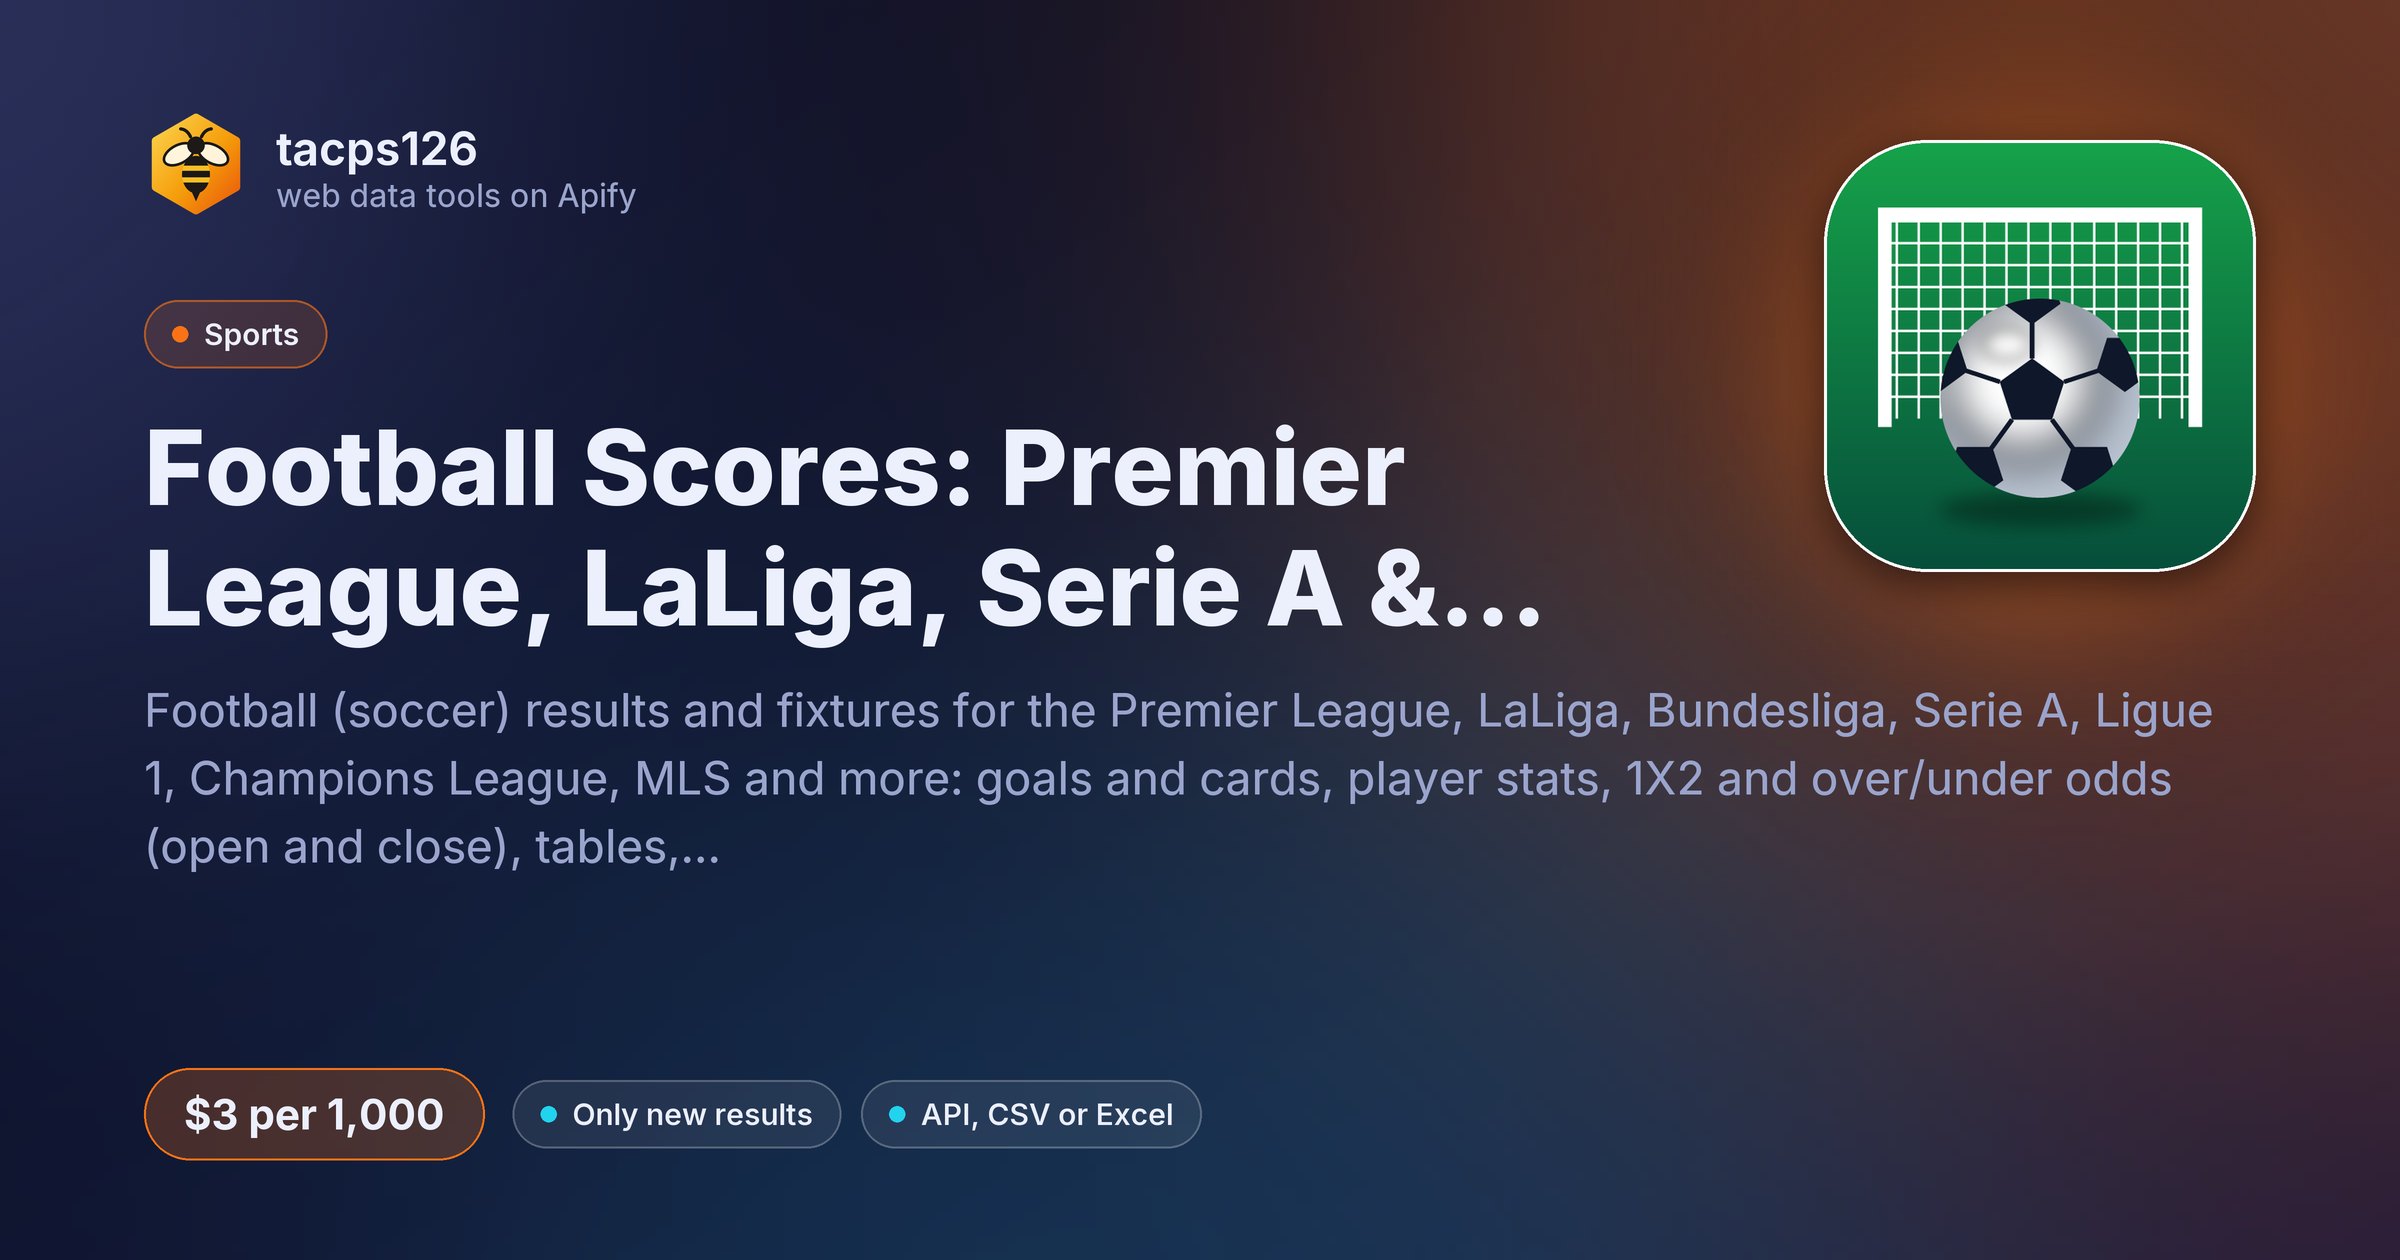 tacps126
web data tools on Apify
Sports
Football Scores: Premier
League, LaLiga, Serie A &...
Football (soccer) results and fixtures for the Premier League, LaLiga, Bundesliga, Serie A, Ligue
1, Champions League, MLS and more: goals and cards, player stats, 1X2 and over/under odds
(open and close), tables,...
$3 per 1,000
Only new results
API, CSV or Excel